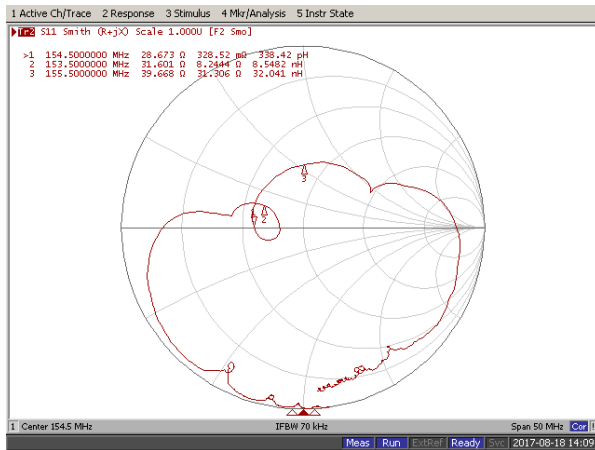 1 Active Ch/Trace 2 Response 3 Stimulus 4 Mkr/Analysis 5 Instr State
Tr2 S11 Smith (R+jX) Scale 1.000U [F2 Smo]
>1 154.5000000 MHz 28.673 Ω 328.52 mΩ 338.42 pH
2 153.5000000 MHz 31.601 Ω 8.2444 Ω 8.5482 nH
3 155.5000000 MHz 39.668 Ω 31.306 Ω 32.041 nH
3
2
1 Center 154.5 MHz IFBW 70 kHz Span 50 MHz Cor !
Meas Run ExtRef Ready Svc 2017-08-18 14:09